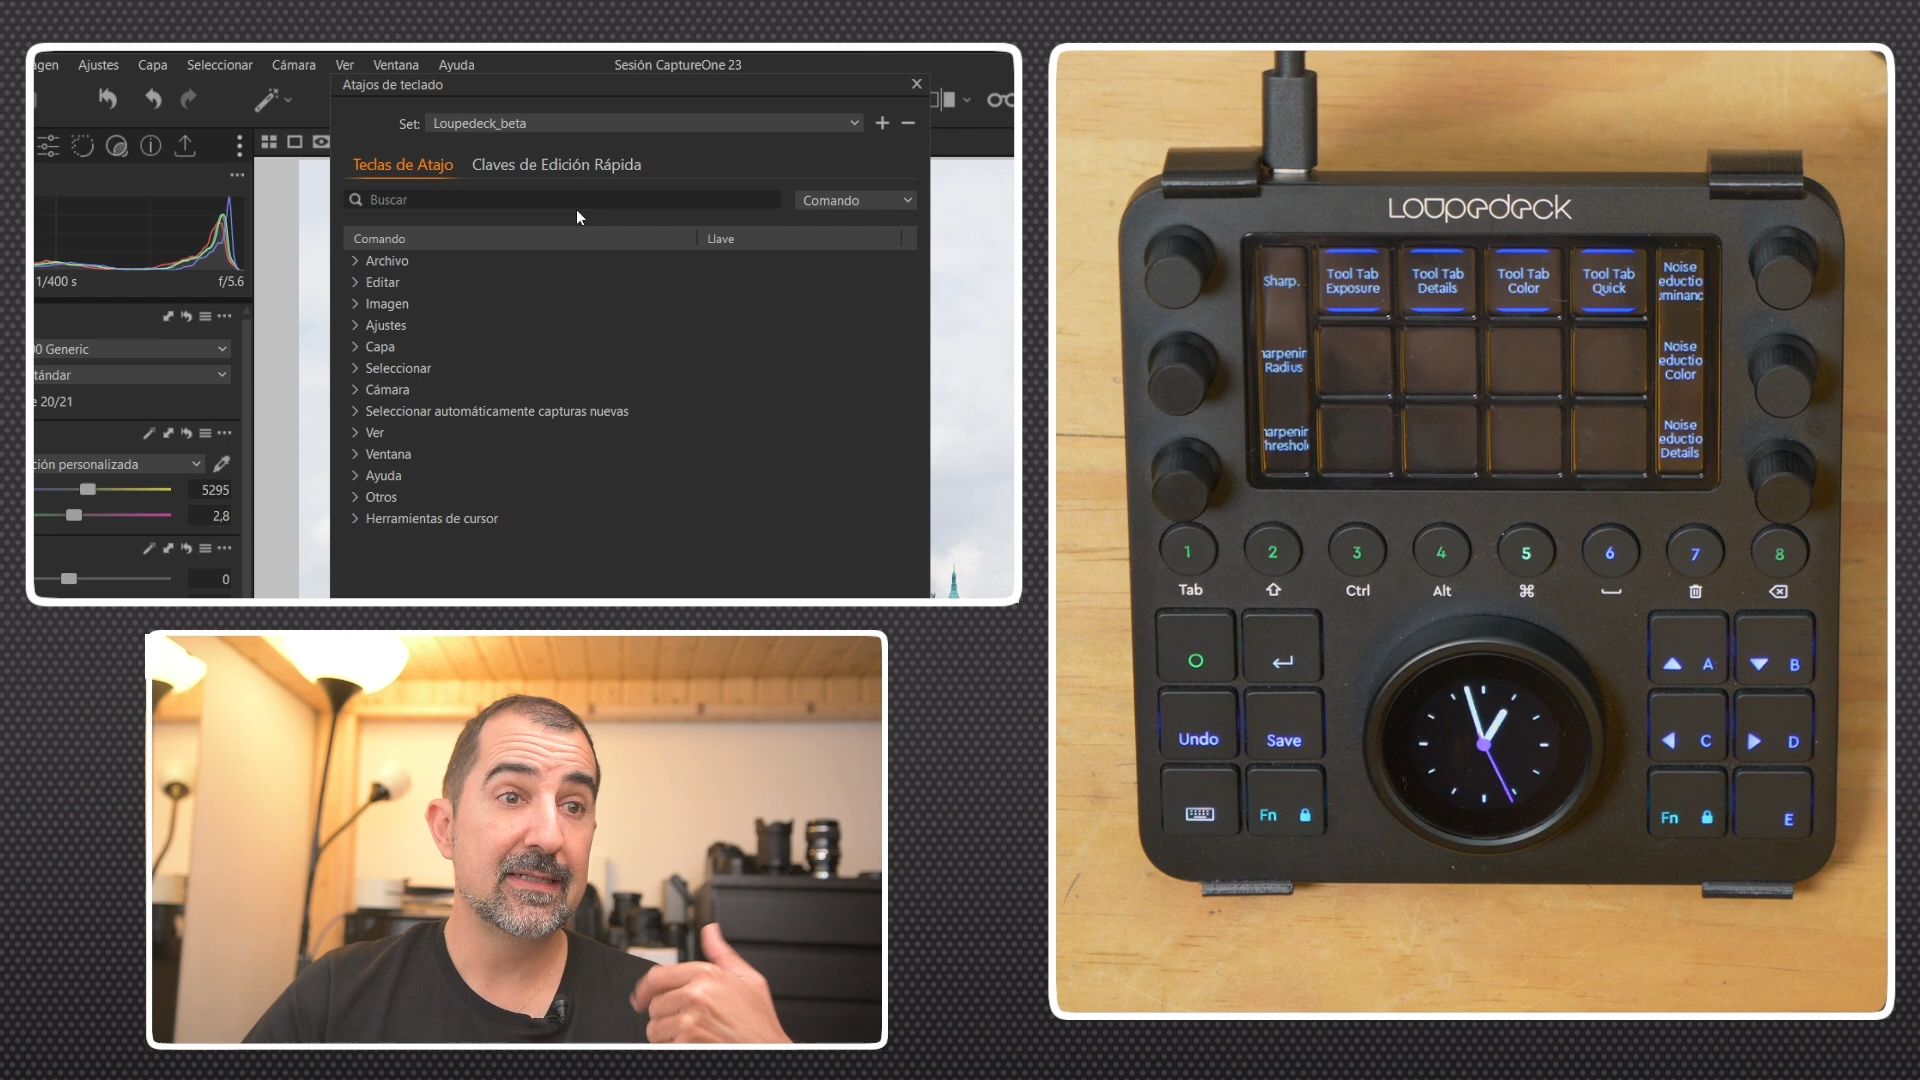 Ajustes
Capa
Seleccionar
Cámara
Ver
Ventana
Ayuda
Sesión CaptureOne 23
Atajos de teclado
Set: Loupedeck_beta
Teclas de Atajo
Claves de Edición Rápida
Buscar
Comando
Comando
Llave
Archivo
Editar
Imagen
Ajustes
Capa
Seleccionar
Cámara
Seleccionar automáticamente capturas nuevas
Ver
Ventana
Ayuda
Otros
Herramientas de cursor
1/400 s
f/5.6
0 Generic
tándar
e 20/21
ción personalizada
5295
2,8
0
Loupedeck
Sharp.
Tool Tab
Exposure
Tool Tab
Details
Tool Tab
Color
Tool Tab
Quick
Noise
eductio
uminanc
harpenin
Radius
Noise
eductio
Color
harpenin
hreshol
Noise
eductio
Details
1
2
3
4
5
6
7
8
Tab
Ctrl
Alt
⌘
A
B
Undo
Save
C
D
Fn
Fn
E